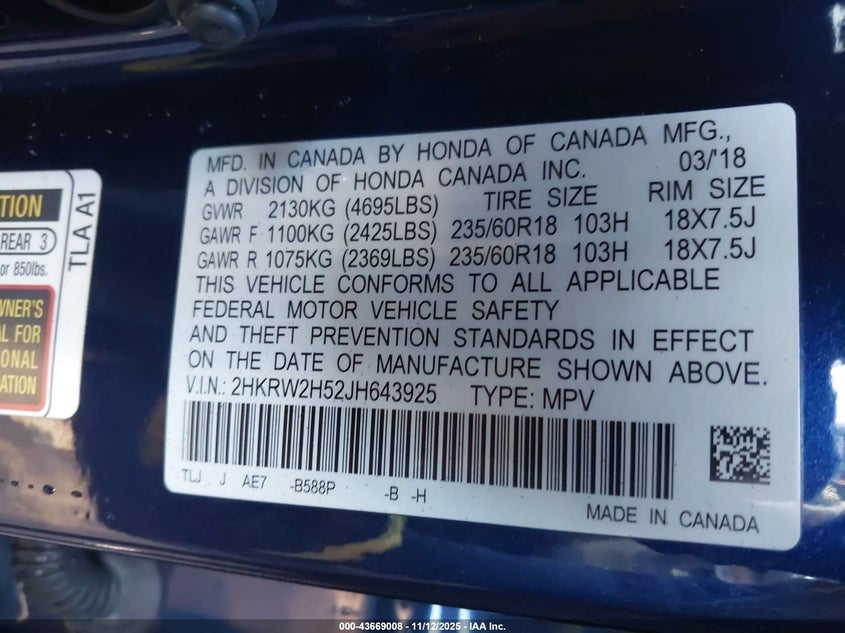 MFD. IN CANADA BY HONDA OF CANADA MFG.,
A DIVISION OF HONDA CANADA INC. 03/'18
GVWR 2130KG (4695LBS) TIRE SIZE RIM SIZE
GAWR F 1100KG (2425LBS) 235/60R18 103H 18X7.5J
GAWR R 1075KG (2369LBS) 235/60R18 103H 18X7.5J
THIS VEHICLE CONFORMS TO ALL APPLICABLE
FEDERAL MOTOR VEHICLE SAFETY
AND THEFT PREVENTION STANDARDS IN EFFECT
ON THE DATE OF MANUFACTURE SHOWN ABOVE.
V.I.N.: 2HKRW2H52JH643925 TYPE: MPV
TLJ J AE7 -B588P -B -H
MADE IN CANADA
TION
REAR 3
or 850lbs.
TLA A1
WNER'S
AL FOR
IONAL
ATION
000-43669008 - 11/12/2025 - IAA Inc.